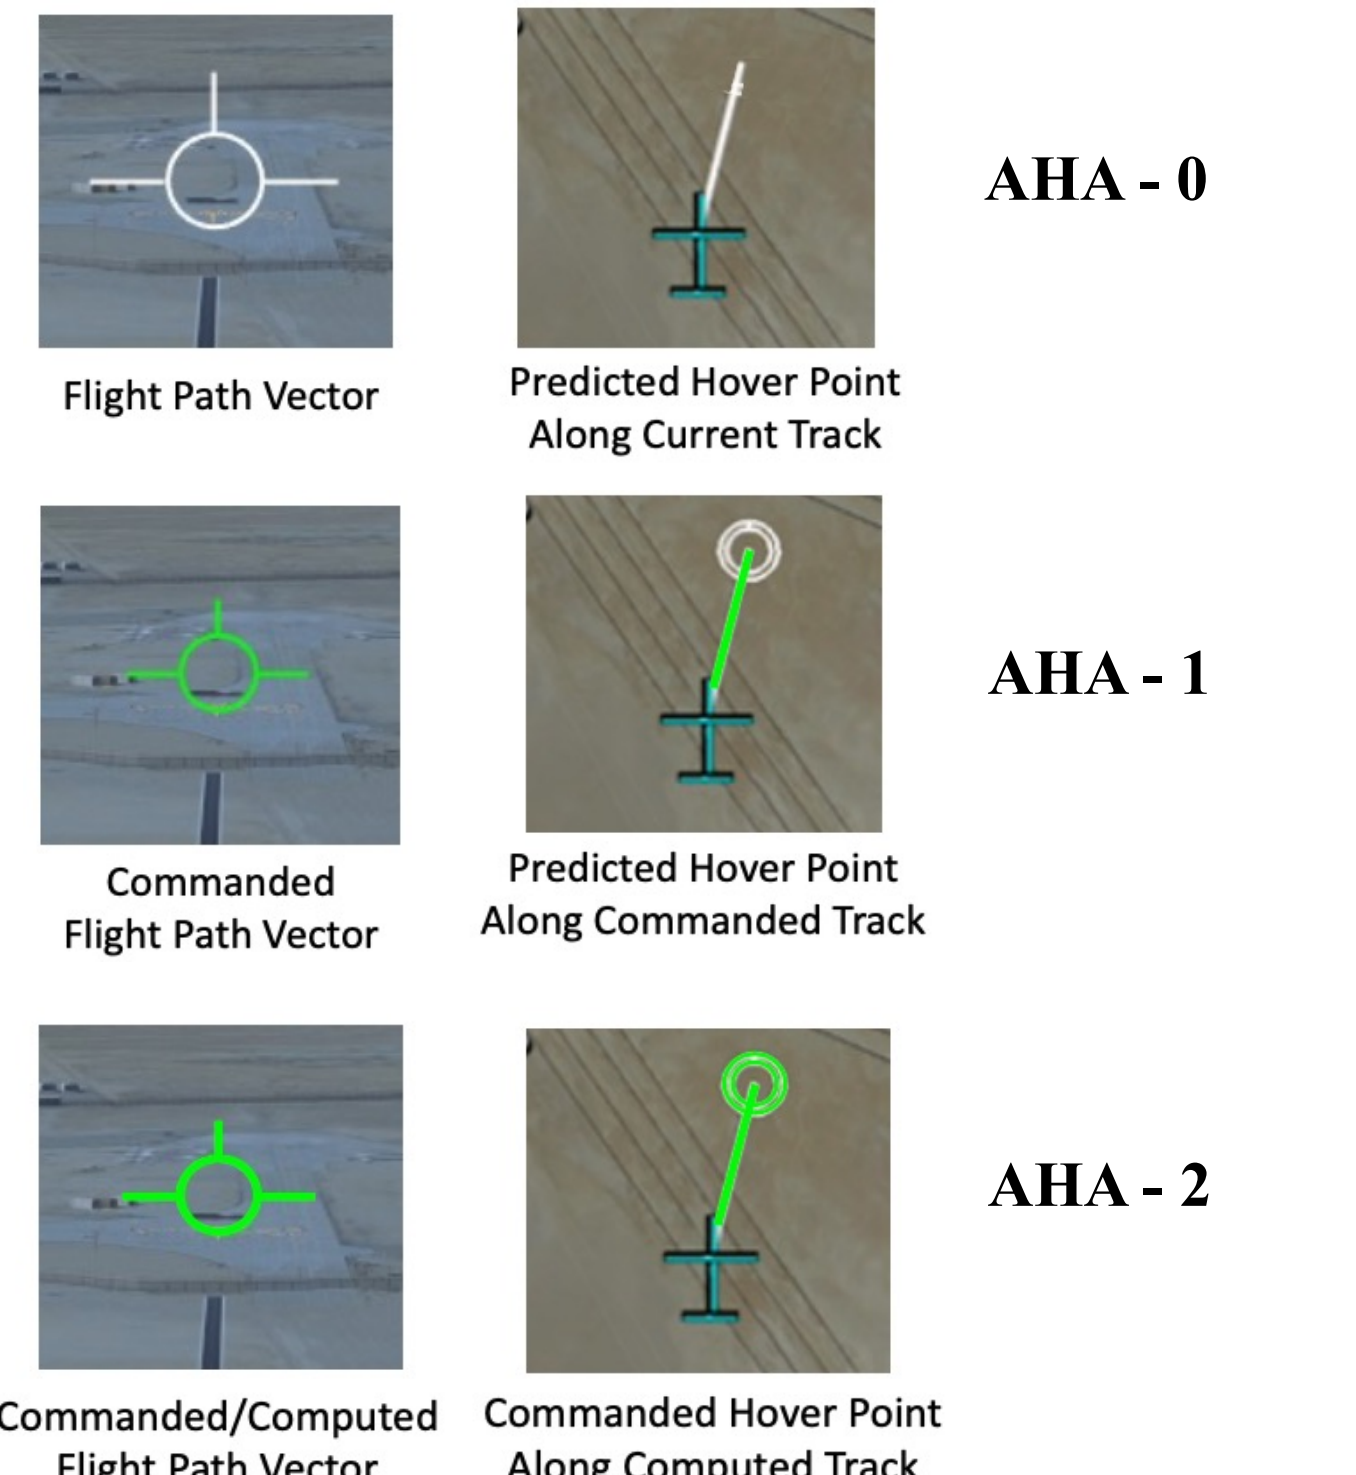 AHA - 0
Flight Path Vector
Predicted Hover Point
Along Current Track
AHA - 1
Commanded
Flight Path Vector
Predicted Hover Point
Along Commanded Track
AHA - 2
Commanded/Computed
Flight Path Vector
Commanded Hover Point
Along Computed Track